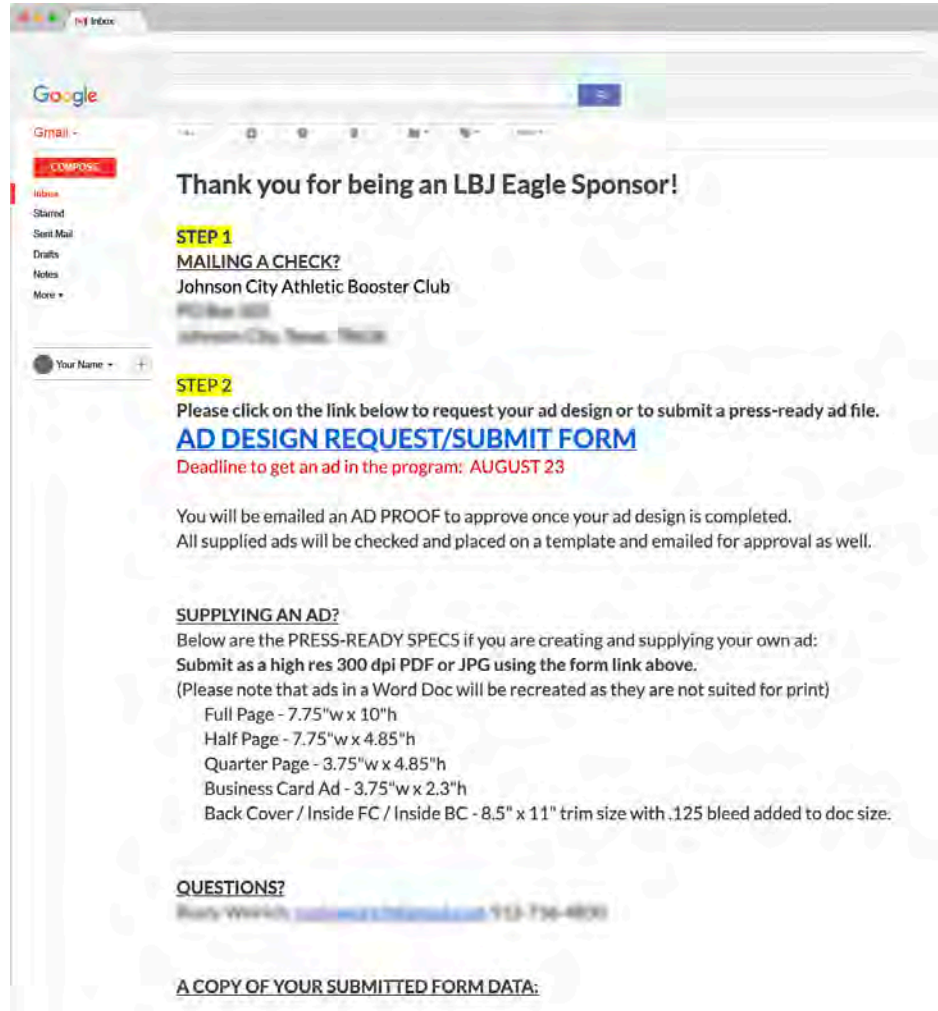 Inbox
Google
Gmail
COMPOSE
Inbox
Starred
Sent Mail
Drafts
Notes
More
Your Name
Thank you for being an LBJ Eagle Sponsor!
STEP 1
MAILING A CHECK?
Johnson City Athletic Booster Club
STEP 2
Please click on the link below to request your ad design or to submit a press-ready ad file.
AD DESIGN REQUEST/SUBMIT FORM
Deadline to get an ad in the program: AUGUST 23
You will be emailed an AD PROOF to approve once your ad design is completed.
All supplied ads will be checked and placed on a template and emailed for approval as well.
SUPPLYING AN AD?
Below are the PRESS-READY SPECS if you are creating and supplying your own ad:
Submit as a high res 300 dpi PDF or JPG using the form link above.
(Please note that ads in a Word Doc will be recreated as they are not suited for print)
Full Page - 7.75"w x 10"h
Half Page - 7.75"w x 4.85"h
Quarter Page - 3.75"w x 4.85"h
Business Card Ad - 3.75"w x 2.3"h
Back Cover / Inside FC / Inside BC - 8.5" x 11" trim size with .125 bleed added to doc size.
QUESTIONS?
A COPY OF YOUR SUBMITTED FORM DATA: